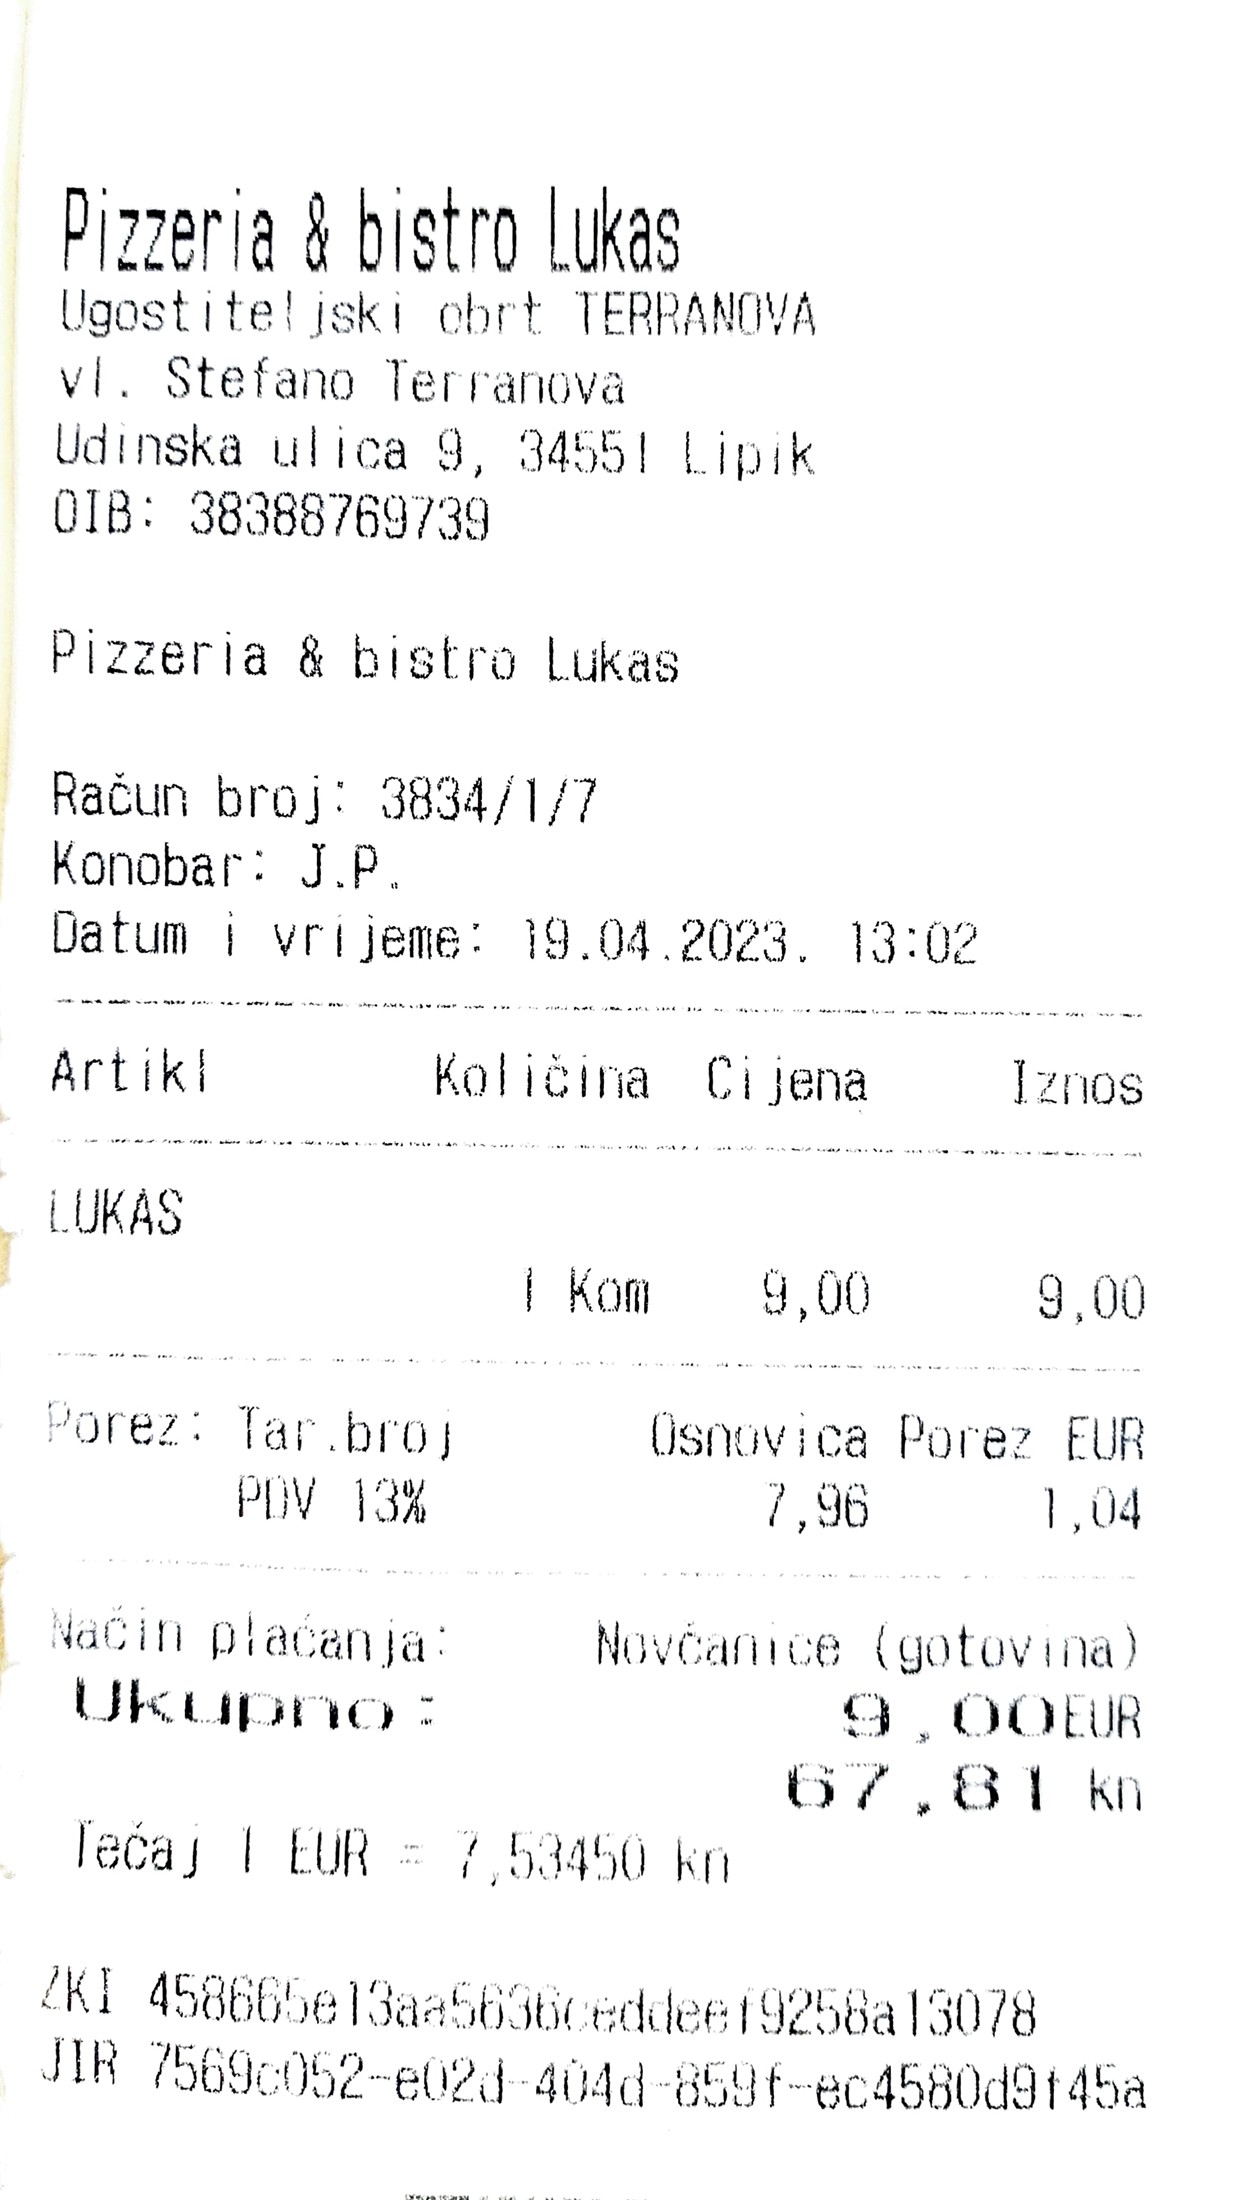 Pizzeria & bistro Lukas
Ugostiteljski obrt TERRANOVA
vl. Stefano Terranova
Udinska ulica 9, 34551 Lipik
OIB: 38388769739
Pizzeria & bistro Lukas
Račun broj: 3834/1/7
Konobar: J.P.
Datum i vrijeme: 19.04.2023. 13:02
Artikl Količina Cijena Iznos
LUKAS
1 Kom 9,00 9,00
Porez: Tar.broj Osnovica Porez EUR
PDV 13% 7,96 1,04
Način plaćanja: Novčanice (gotovina)
Ukupno: 9,00EUR
67,81 kn
Tečaj 1 EUR = 7,53450 kn
ZKI 458665e13aa5636ceddeef9258a13078
JIR 7569c052-e02d-404d-859f-ec4580d9f45a